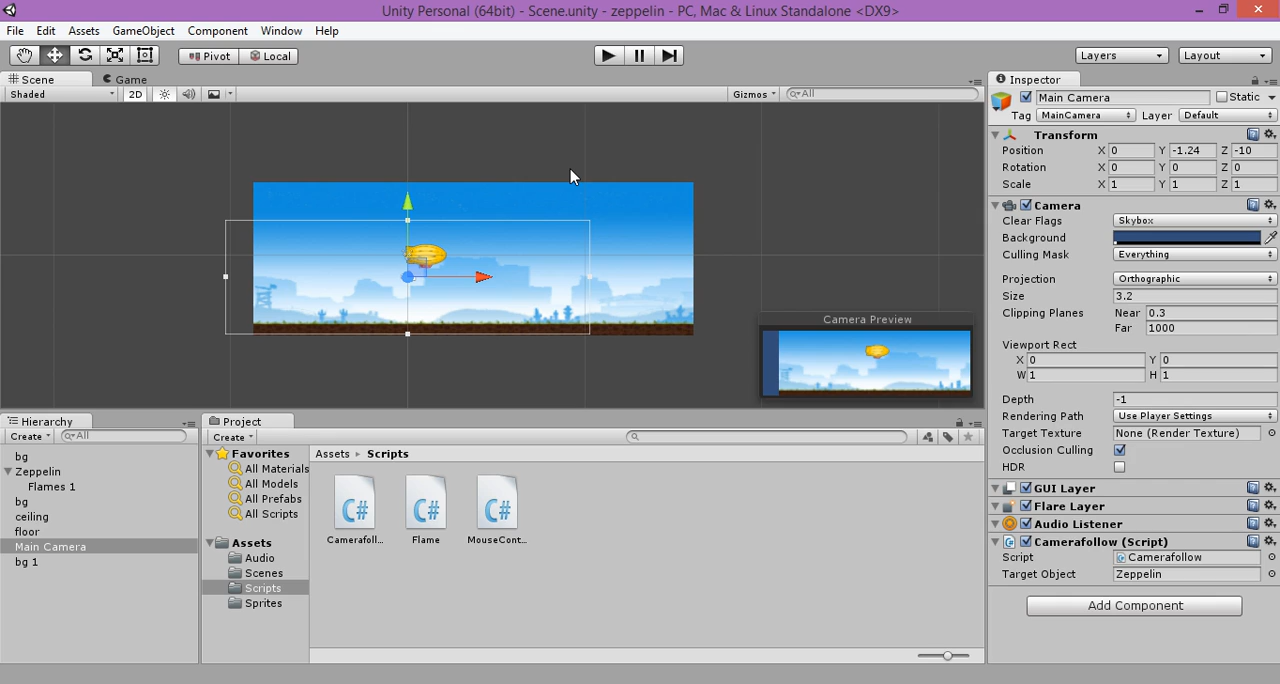 Unity Personal (64bit) - Scene.unity - zeppelin - PC, Mac & Linux Standalone <DX9>
File Edit Assets GameObject Component Window Help
Pivot Local Layers Layout
Scene Game
Shaded 2D Gizmos All
Camera Preview
Inspector
Main Camera Static
Tag MainCamera Layer Default
Transform
Position X 0 Y -1.24 Z -10
Rotation X 0 Y 0 Z 0
Scale X 1 Y 1 Z 1
Camera
Clear Flags Skybox
Background
Culling Mask Everything
Projection Orthographic
Size 3.2
Clipping Planes Near 0.3
Far 1000
Viewport Rect
X 0 Y 0
W 1 H 1
Depth -1
Rendering Path Use Player Settings
Target Texture None (Render Texture)
Occlusion Culling
HDR
GUI Layer
Flare Layer
Audio Listener
Camerafollow (Script)
Script Camerafollow
Target Object Zeppelin
Add Component
Hierarchy
Create All
bg
Zeppelin
Flames 1
bg
ceiling
floor
Main Camera
bg 1
Project
Create
Favorites
All Materials
All Models
All Prefabs
All Scripts
Assets
Audio
Scenes
Scripts
Sprites
Assets Scripts
C# C# C#
Camerafoll... Flame MouseCont...